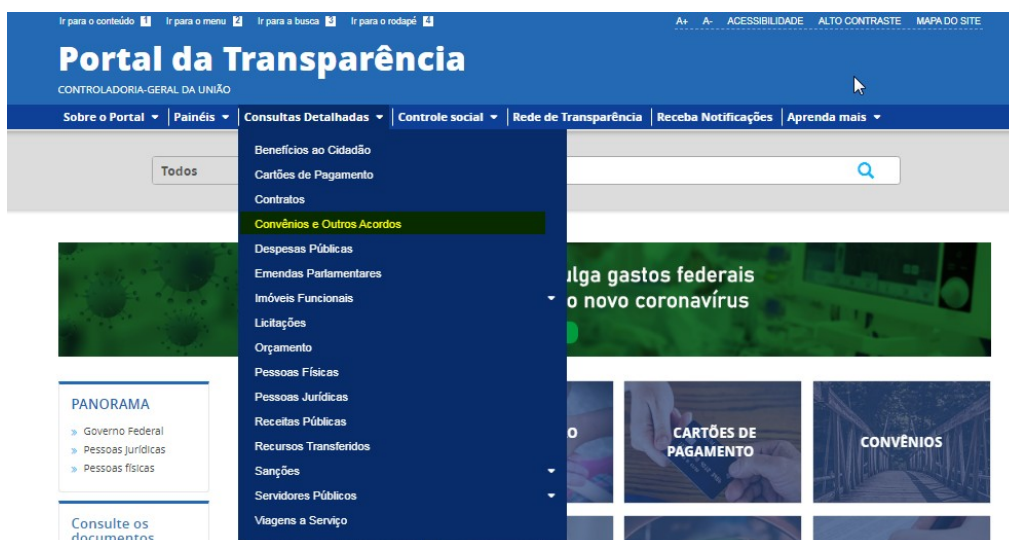 Ir para o conteúdo 1 Ir para o menu 2 Ir para a busca 3 Ir para o rodapé 4 A+ A- ACESSIBILIDADE ALTO CONTRASTE MAPA DO SITE
Portal da Transparência
CONTROLADORIA-GERAL DA UNIÃO
Sobre o Portal Painéis Consultas Detalhadas Controle social Rede de Transparência Receba Notificações Aprenda mais
Todos
Benefícios ao Cidadão
Cartões de Pagamento
Contratos
Convênios e Outros Acordos
Despesas Públicas
Emendas Parlamentares
Imóveis Funcionais
Licitações
Orçamento
Pessoas Físicas
Pessoas Jurídicas
Receitas Públicas
Recursos Transferidos
Sanções
Servidores Públicos
Viagens a Serviço
ulga gastos federais
o novo coronavírus
PANORAMA
» Governo Federal
» Pessoas Jurídicas
» Pessoas físicas
Consulte os
documentos
O
CARTÕES DE
PAGAMENTO
CONVÊNIOS